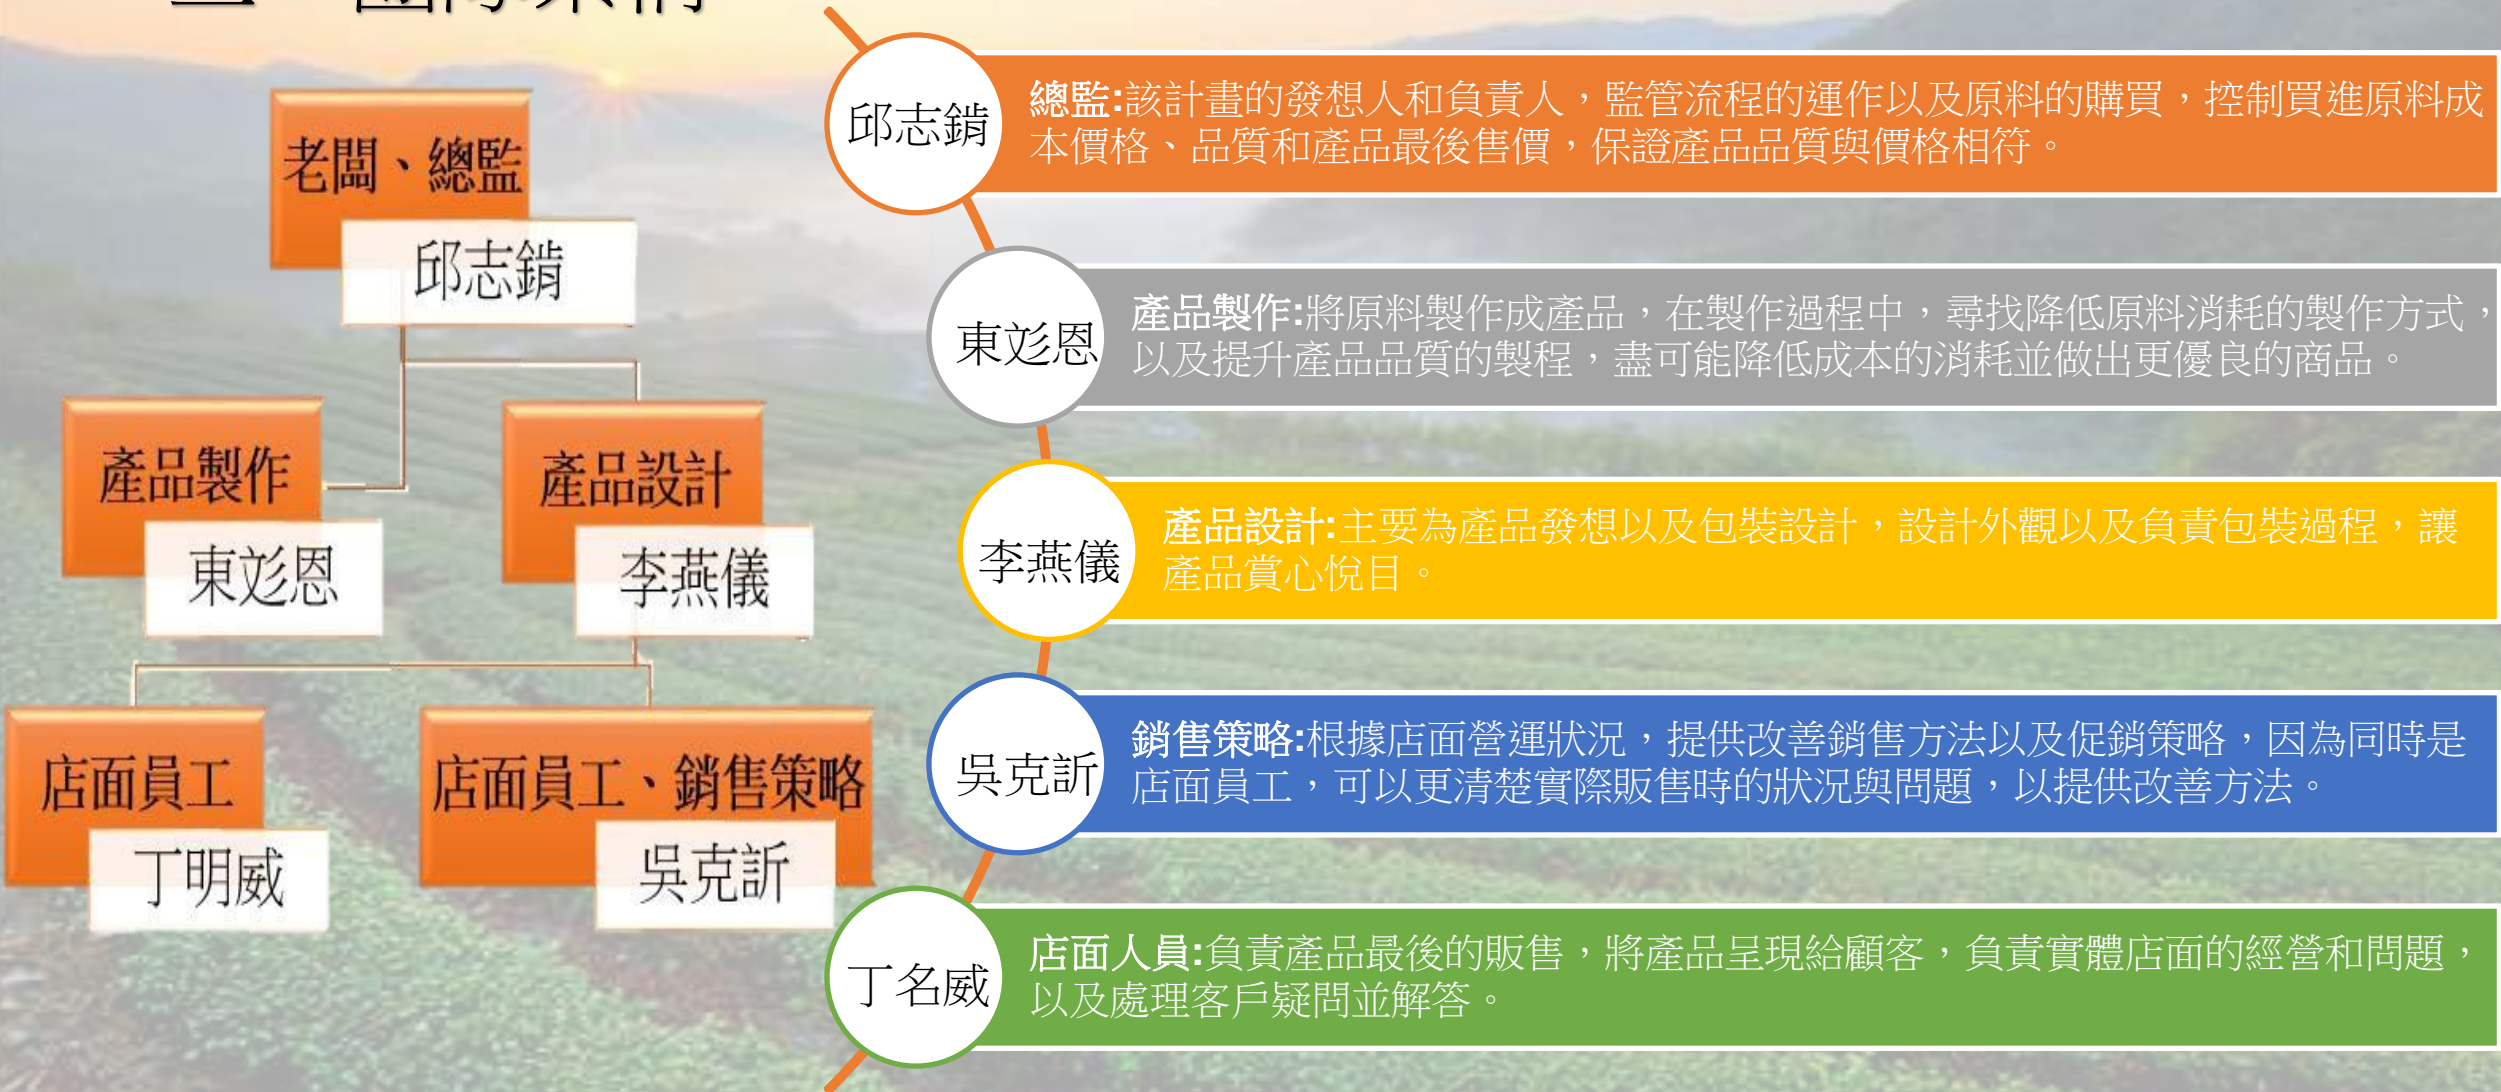 團隊架構
老闆、總監
邱志錆
產品製作
東彣恩
產品設計
李燕儀
店面員工
丁明威
店面員工、銷售策略
吳克訢
邱志錆
總監:該計畫的發想人和負責人，監管流程的運作以及原料的購買，控制買進原料成
本價格、品質和產品最後售價，保證產品品質與價格相符。
東彣恩
產品製作:將原料製作成產品，在製作過程中，尋找降低原料消耗的製作方式，
以及提升產品品質的製程，盡可能降低成本的消耗並做出更優良的商品。
李燕儀
產品設計:主要為產品發想以及包裝設計，設計外觀以及負責包裝過程，讓
產品賞心悅目。
吳克訢
銷售策略:根據店面營運狀況，提供改善銷售方法以及促銷策略，因為同時是
店面員工，可以更清楚實際販售時的狀況與問題，以提供改善方法。
丁名威
店面人員:負責產品最後的販售，將產品呈現給顧客，負責實體店面的經營和問題，
以及處理客戶疑問並解答。